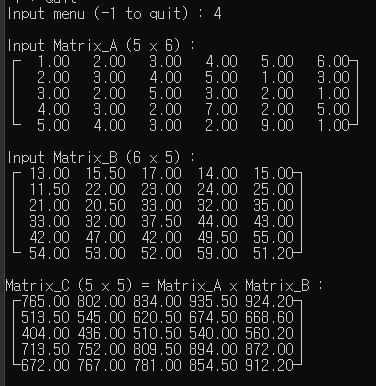 Input menu (-1 to quit) : 4
Input Matrix_A (5 x 6) :
1.00 2.00 3.00 4.00 5.00 6.00
2.00 3.00 4.00 5.00 1.00 3.00
3.00 2.00 5.00 3.00 2.00 1.00
4.00 3.00 2.00 7.00 2.00 5.00
5.00 4.00 3.00 2.00 9.00 1.00
Input Matrix_B (6 x 5) :
13.00 15.50 17.00 14.00 15.00
11.50 22.00 23.00 24.00 25.00
21.00 20.50 33.00 32.00 35.00
33.00 32.00 37.50 44.00 43.00
42.00 47.00 42.00 49.50 55.00
54.00 53.00 52.00 59.00 51.20
Matrix_C (5 x 5) = Matrix_A x Matrix_B :
765.00 802.00 834.00 935.50 924.20
513.50 545.00 620.50 674.50 668.60
404.00 436.00 510.50 540.00 560.20
713.50 752.00 809.50 894.00 872.00
672.00 767.00 781.00 854.50 912.20